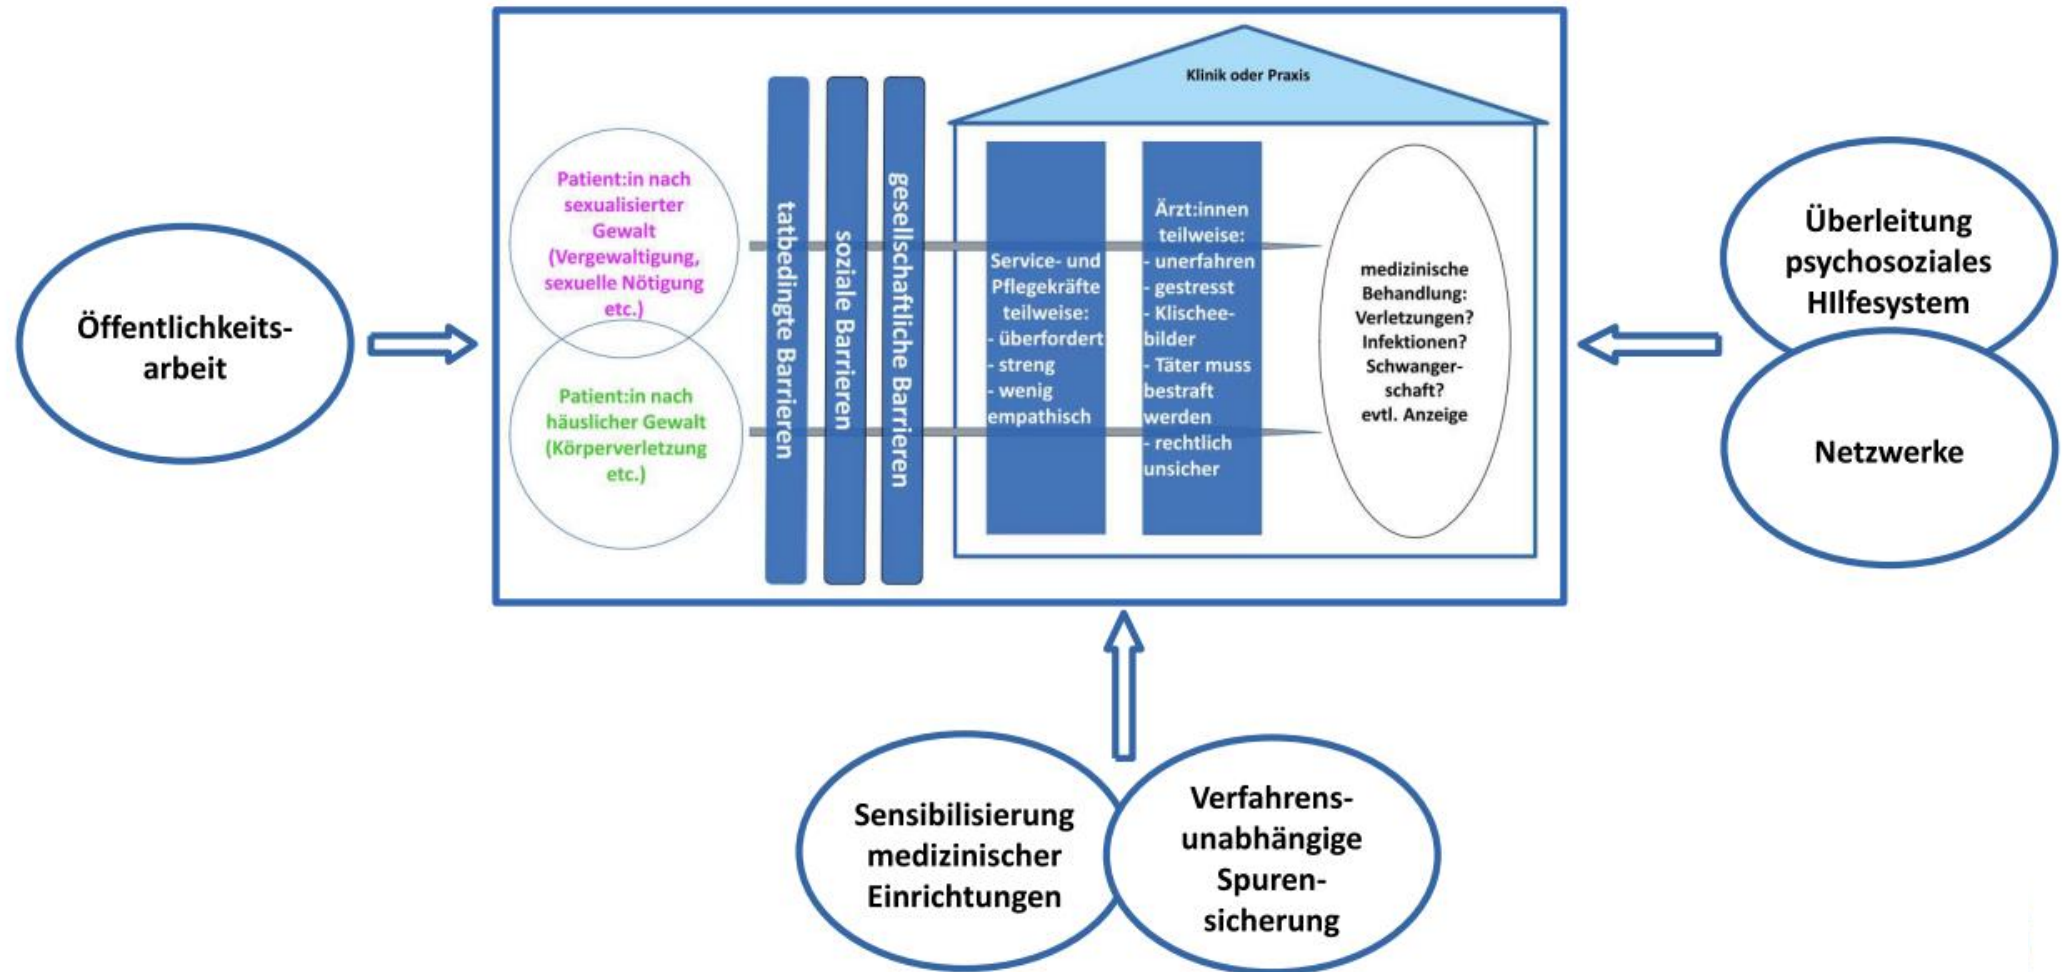 Öffentlichkeits-
arbeit
Patient:in nach
sexualisierter
Gewalt
(Vergewaltigung,
sexuelle Nötigung
etc.)
Patient:in nach
häuslicher Gewalt
(Körperverletzung
etc.)
tatbedingte Barrieren
soziale Barrieren
gesellschaftliche Barrieren
Klinik oder Praxis
Service- und
Pflegekräfte
teilweise:
- überfordert
- streng
- wenig
empathisch
Ärzt:innen
teilweise:
- unerfahren
- gestresst
- Klischee-
bilder
- Täter muss
bestraft
werden
- rechtlich
unsicher
medizinische
Behandlung:
Verletzungen?
Infektionen?
Schwanger-
schaft?
evtl. Anzeige
Überleitung
psychosoziales
HIlfesystem
Netzwerke
Sensibilisierung
medizinischer
Einrichtungen
Verfahrens-
unabhängige
Spuren-
sicherung